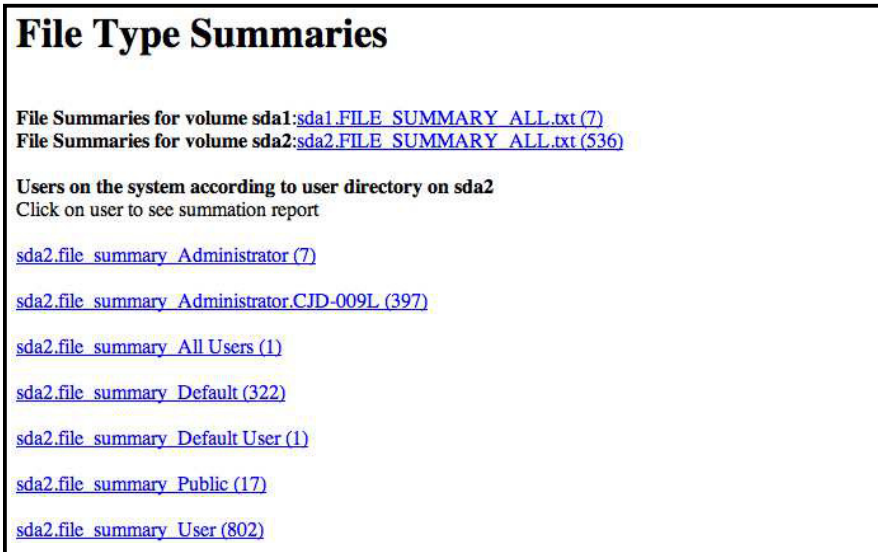 File Type Summaries
File Summaries for volume sda1:sda1.FILE_SUMMARY_ALL.txt (7)
File Summaries for volume sda2:sda2.FILE_SUMMARY_ALL.txt (536)
Users on the system according to user directory on sda2
Click on user to see summation report
sda2.file_summary_Administrator (7)
sda2.file_summary_Administrator.CJD-009L (397)
sda2.file_summary_All Users (1)
sda2.file_summary_Default (322)
sda2.file_summary_Default User (1)
sda2.file_summary_Public (17)
sda2.file_summary_User (802)